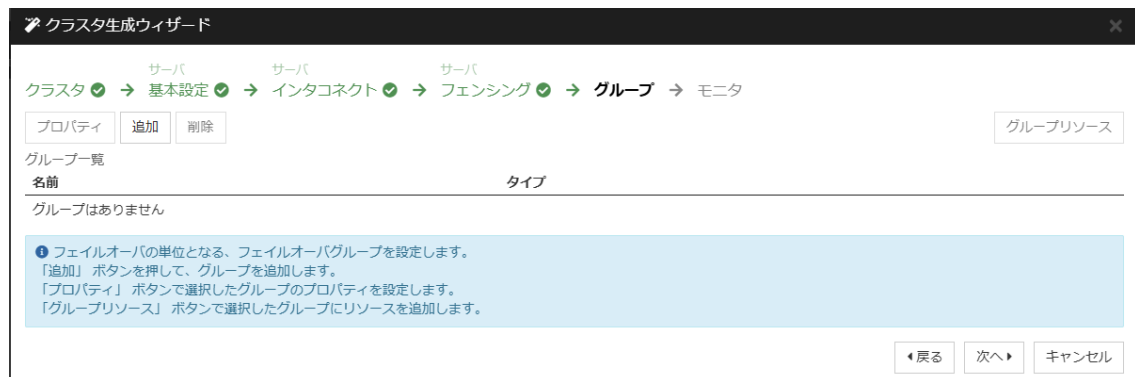 クラスタ生成ウィザード
サーバ サーバ サーバ
クラスタ → 基本設定 → インタコネクト → フェンシング → グループ → モニタ
プロパティ 追加 削除 グループリソース
グループ一覧
名前 タイプ
グループはありません
フェイルオーバの単位となる、フェイルオーバグループを設定します。
「追加」 ボタンを押して、グループを追加します。
「プロパティ」 ボタンで選択したグループのプロパティを設定します。
「グループリソース」 ボタンで選択したグループにリソースを追加します。
戻る 次へ キャンセル